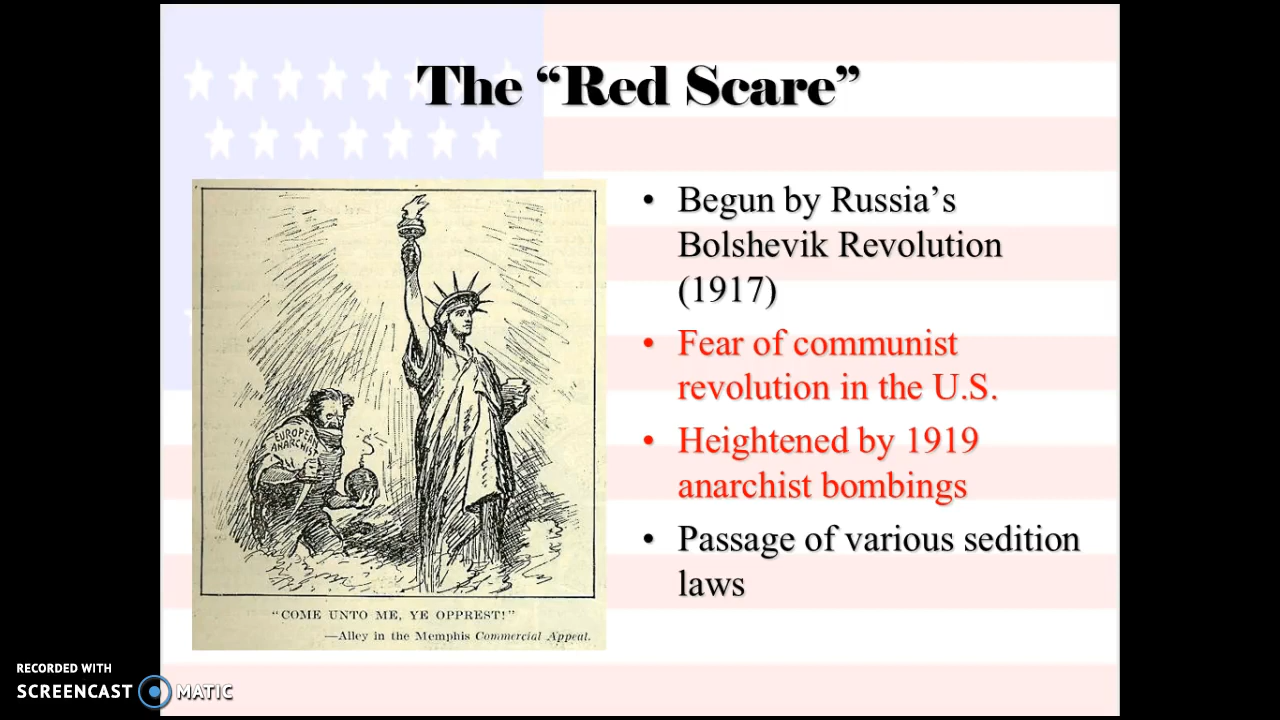 The “Red Scare”
EUROPEAN
ANARCHIST
"COME UNTO ME, YE OPPREST!"
—Alley in the Memphis Commercial Appeal.
• Begun by Russia’s
Bolshevik Revolution
(1917)
• Fear of communist
revolution in the U.S.
• Heightened by 1919
anarchist bombings
• Passage of various sedition
laws
RECORDED WITH
SCREENCAST MATIC